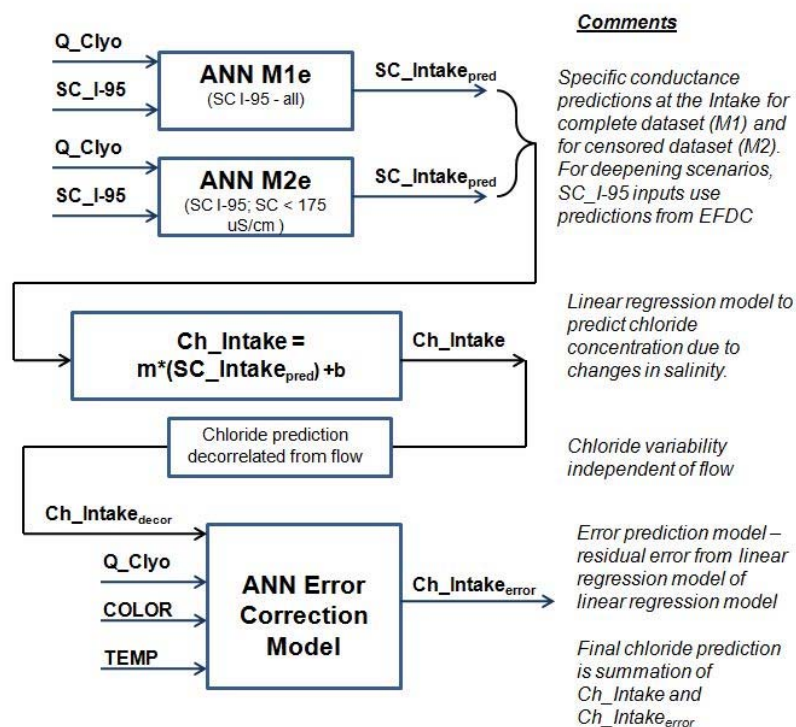 Comments
Q_Clyo
SC_I-95
ANN M1e
(SC I-95 - all)
SC_Intakepred
Q_Clyo
SC_I-95
ANN M2e
(SC I-95; SC < 175
uS/cm )
SC_Intakepred
Specific conductance
predictions at the Intake for
complete dataset (M1) and
for censored dataset (M2).
For deepening scenarios,
SC_I-95 inputs use
predictions from EFDC
Ch_Intake =
m*(SC_Intakepred) +b
Ch_Intake
Linear regression model to
predict chloride
concentration due to
changes in salinity.
Chloride prediction
decorrelated from flow
Chloride variability
independent of flow
Ch_Intakedecor
Q_Clyo
COLOR
TEMP
ANN Error
Correction
Model
Ch_Intakeerror
Error prediction model –
residual error from linear
regression model of
linear regression model
Final chloride prediction
is summation of
Ch_Intake and
Ch_Intakeerror